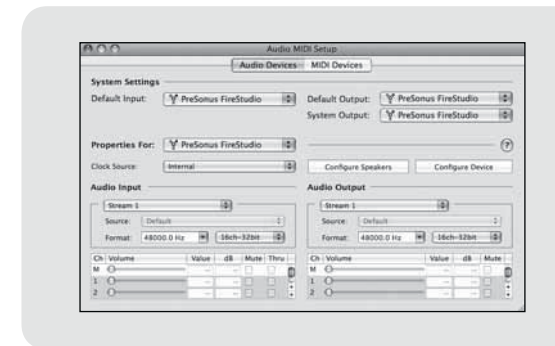 Audio MIDI Setup
Audio Devices MIDI Devices
System Settings
Default Input: PreSonus FireStudio
Default Output: PreSonus FireStudio
System Output: PreSonus FireStudio
Properties For: PreSonus FireStudio
?
Clock Source: Internal
Configure Speakers Configure Device
Audio Input
Audio Output
Stream 1
Stream 1
Source: Default
Source: Default
Format: 48000.0 Hz 16ch-32bit
Format: 48000.0 Hz 16ch-32bit
Ch Volume Value dB Mute Thru
Ch Volume Value dB Mute
M
M
1
1
2
2